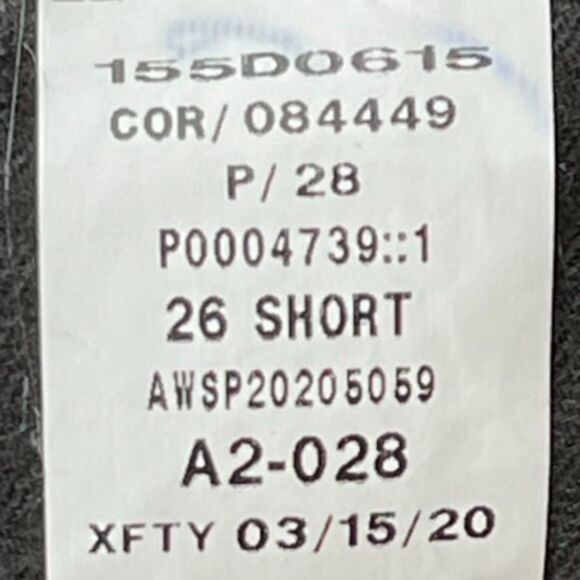 155D0615
COR/084449
P/28
P0004739::1
26 SHORT
AWSP20205059
A2-028
XFTY 03/15/20